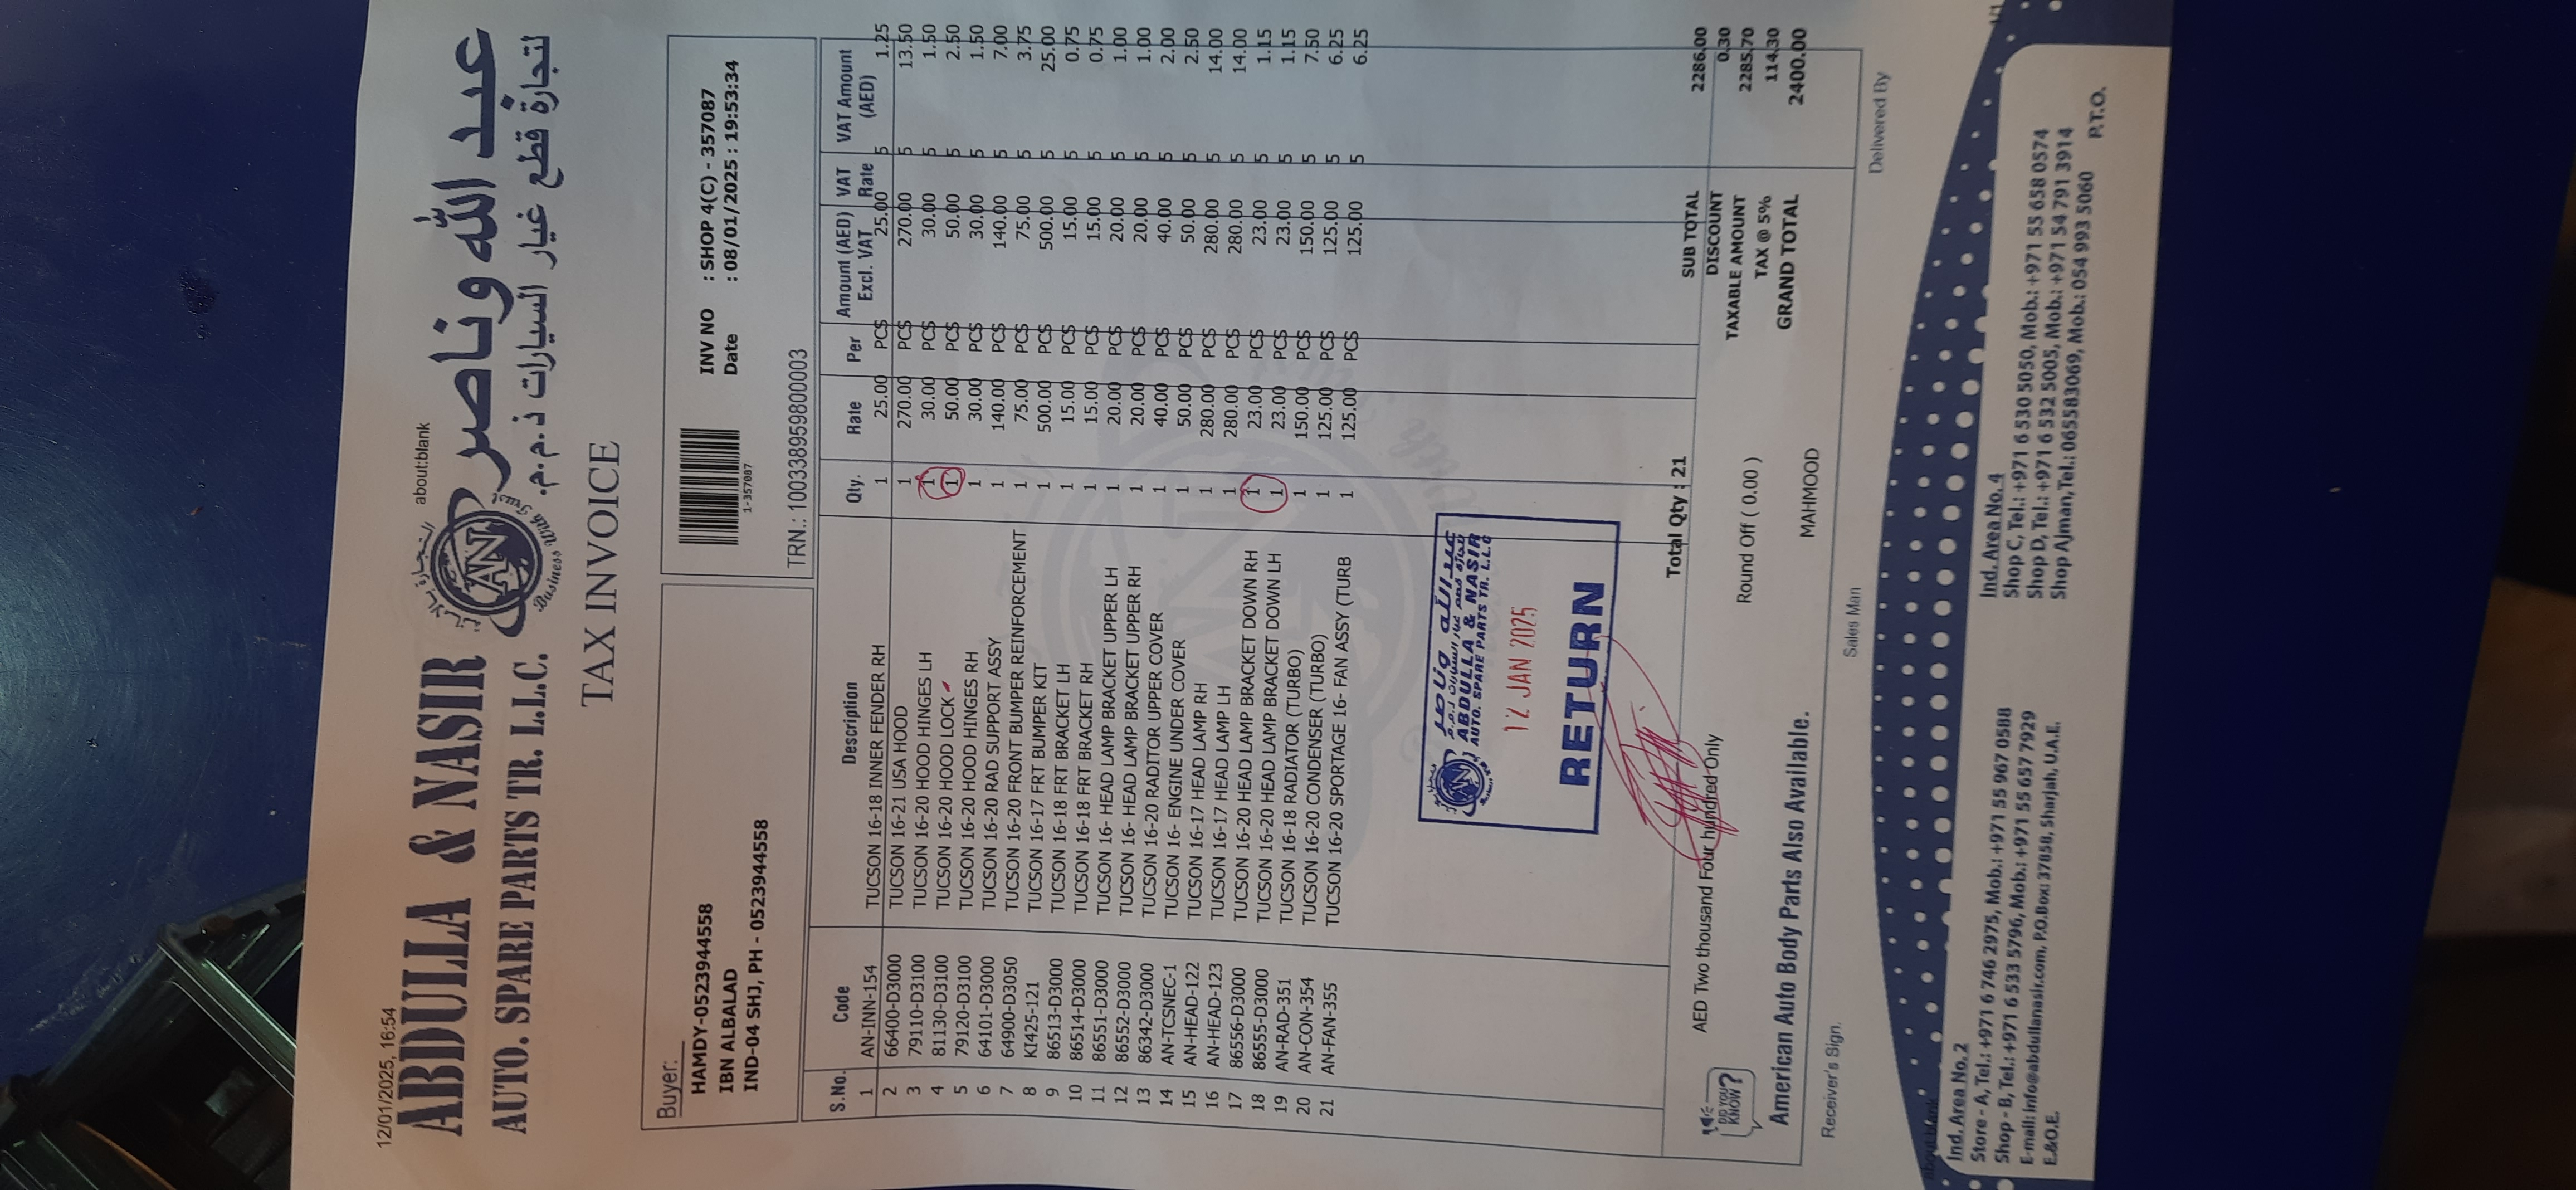 12/01/2025, 16:54
about:blank
ABDULLA & NASIR
AUTO. SPARE PARTS TR. L.L.C.
AN
عبد الله وناصر
لتجارة قطع غيار السيارات ذ.م.م.
TAX INVOICE
Buyer:
HAMDY-0523944558
IBN ALBALAD
IND-04 SHJ, PH - 0523944558
1-357087
INV NO : SHOP 4(C) - 357087
Date : 08/01/2025 : 19:53:34
TRN.: 100338959800003
S.No. Code Description Qty. Rate Per Amount (AED) Excl. VAT VAT Rate VAT Amount (AED)
1 AN-INN-154 TUCSON 16-18 INNER FENDER RH 1 25.00 PCS 25.00 5 1.25
2 66400-D3000 TUCSON 16-21 USA HOOD 1 270.00 PCS 270.00 5 13.50
3 79110-D3100 TUCSON 16-20 HOOD HINGES LH 1 30.00 PCS 30.00 5 1.50
4 81130-D3100 TUCSON 16-20 HOOD LOCK 1 50.00 PCS 50.00 5 2.50
5 79120-D3100 TUCSON 16-20 HOOD HINGES RH 1 30.00 PCS 30.00 5 1.50
6 64101-D3000 TUCSON 16-20 RAD SUPPORT ASSY 1 140.00 PCS 140.00 5 7.00
7 64900-D3050 TUCSON 16-20 FRONT BUMPER REINFORCEMENT 1 75.00 PCS 75.00 5 3.75
8 KI425-121 TUCSON 16-17 FRT BUMPER KIT 1 500.00 PCS 500.00 5 25.00
9 86513-D3000 TUCSON 16-18 FRT BRACKET LH 1 15.00 PCS 15.00 5 0.75
10 86514-D3000 TUCSON 16-18 FRT BRACKET RH 1 15.00 PCS 15.00 5 0.75
11 86551-D3000 TUCSON 16- HEAD LAMP BRACKET UPPER LH 1 20.00 PCS 20.00 5 1.00
12 86552-D3000 TUCSON 16- HEAD LAMP BRACKET UPPER RH 1 20.00 PCS 20.00 5 1.00
13 86342-D3000 TUCSON 16-20 RADITOR UPPER COVER 1 40.00 PCS 40.00 5 2.00
14 AN-TCSNEC-1 TUCSON 16- ENGINE UNDER COVER 1 50.00 PCS 50.00 5 2.50
15 AN-HEAD-122 TUCSON 16-17 HEAD LAMP RH 1 280.00 PCS 280.00 5 14.00
16 AN-HEAD-123 TUCSON 16-17 HEAD LAMP LH 1 280.00 PCS 280.00 5 14.00
17 86556-D3000 TUCSON 16-20 HEAD LAMP BRACKET DOWN RH 1 23.00 PCS 23.00 5 1.15
18 86555-D3000 TUCSON 16-20 HEAD LAMP BRACKET DOWN LH 1 23.00 PCS 23.00 5 1.15
19 AN-RAD-351 TUCSON 16-18 RADIATOR (TURBO) 1 150.00 PCS 150.00 5 7.50
20 AN-CON-354 TUCSON 16-20 CONDENSER (TURBO) 1 125.00 PCS 125.00 5 6.25
21 AN-FAN-355 TUCSON 16-20 SPORTAGE 16- FAN ASSY (TURB 1 125.00 PCS 125.00 5 6.25
عبد الله وناصر
ABDULLA & NASIR
AUTO. SPARE PARTS TR. L.L.C
12 JAN 2025
RETURN
Total Qty : 21
SUB TOTAL 2286.00
DISCOUNT 0.30
TAXABLE AMOUNT 2285.70
TAX @ 5% 114.30
GRAND TOTAL 2400.00
AED Two thousand Four hundred Only
Round Off ( 0.00 )
DID YOU KNOW?
American Auto Body Parts Also Available.
MAHMOOD
Receiver's Sign.
Sales Man
Delivered By
Ind. Area No. 2
Store - A, Tel.: +971 6 746 2975, Mob.: +971 55 967 0588
Shop - B, Tel.: +971 6 533 5796, Mob.: +971 55 657 7929
E-mail: info@abdullanasir.com, P.O.Box: 37858, Sharjah, U.A.E.
E.&O.E.
Ind. Area No. 4
Shop C, Tel.: +971 6 530 5050, Mob.: +971 55 658 0574
Shop D, Tel.: +971 6 532 5005, Mob.: +971 54 791 3914
Shop Ajman,Tel.: 065583069, Mob.: 054 993 5060
P.T.O.
about:blank
1/1